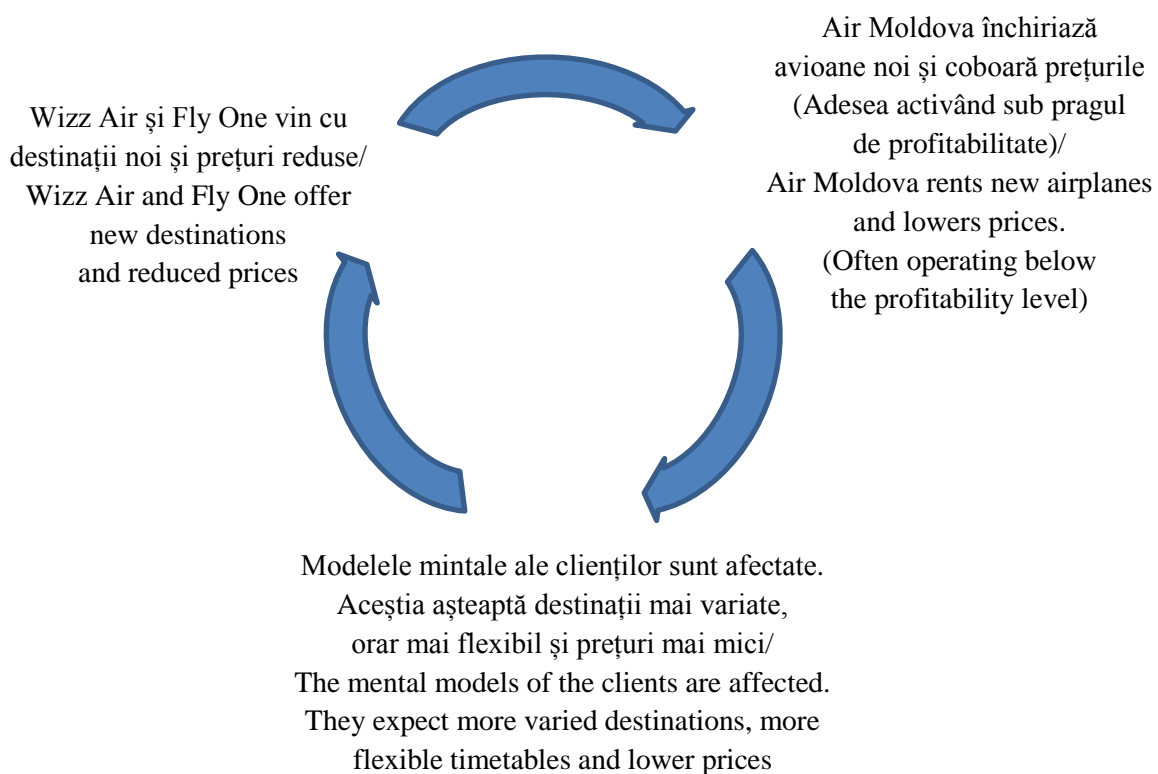 Wizz Air și Fly One vin cu
destinații noi și prețuri reduse/
Wizz Air and Fly One offer
new destinations
and reduced prices
Air Moldova închiriază
avioane noi și coboară prețurile
(Adesea activând sub pragul
de profitabilitate)/
Air Moldova rents new airplanes
and lowers prices.
(Often operating below
the profitability level)
Modelele mintale ale clienților sunt afectate.
Aceștia așteaptă destinații mai variate,
orar mai flexibil și prețuri mai mici/
The mental models of the clients are affected.
They expect more varied destinations, more
flexible timetables and lower prices